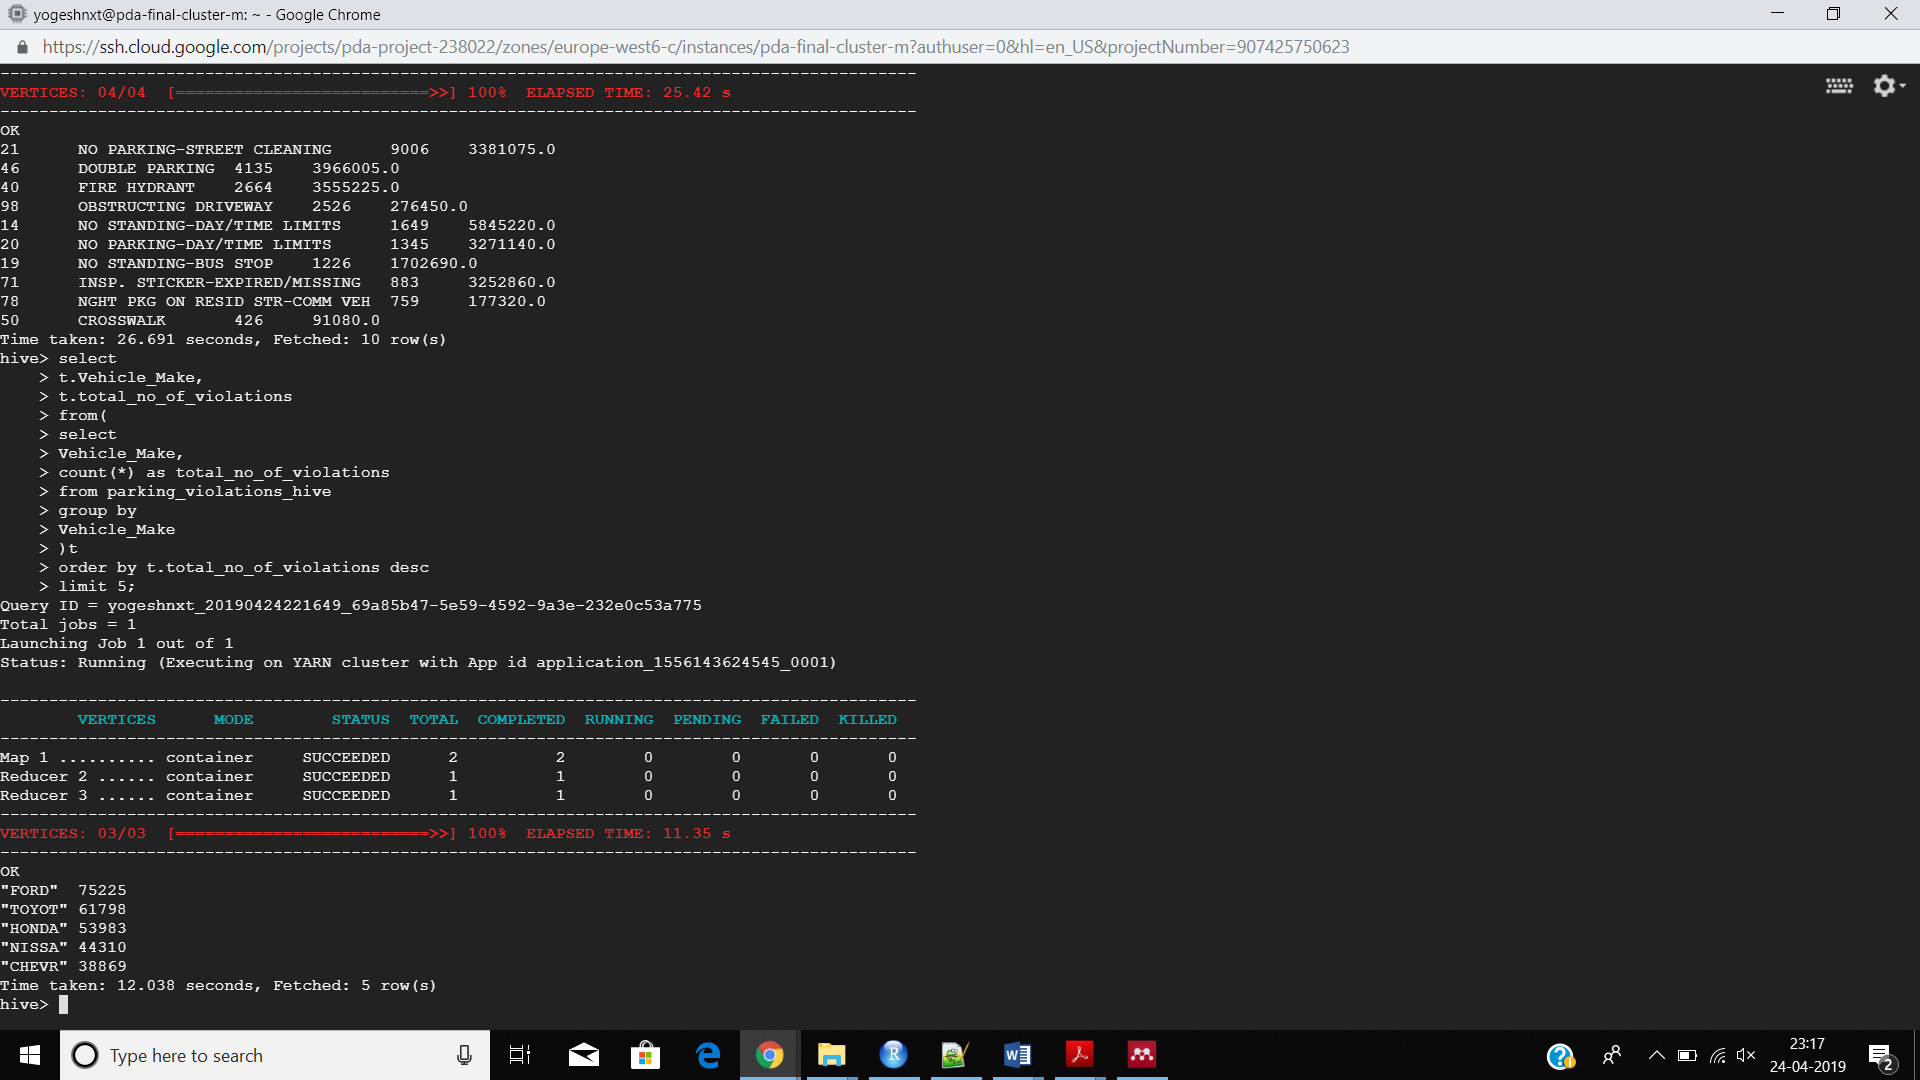 yogeshnxt@pda-final-cluster-m: ~ - Google Chrome
https://ssh.cloud.google.com/projects/pda-project-238022/zones/europe-west6-c/instances/pda-final-cluster-m?authuser=0&hl=en_US&projectNumber=907425750623
----------------------------------------------------------------------------------------------
VERTICES: 04/04  [==========================>>] 100%  ELAPSED TIME: 25.42 s
----------------------------------------------------------------------------------------------
OK
21      NO PARKING-STREET CLEANING      9006    3381075.0
46      DOUBLE PARKING  4135    3966005.0
40      FIRE HYDRANT    2664    3555225.0
98      OBSTRUCTING DRIVEWAY    2526    276450.0
14      NO STANDING-DAY/TIME LIMITS     1649    5845220.0
20      NO PARKING-DAY/TIME LIMITS      1345    3271140.0
19      NO STANDING-BUS STOP    1226    1702690.0
71      INSP. STICKER-EXPIRED/MISSING   883     3252860.0
78      NGHT PKG ON RESID STR-COMM VEH  759     177320.0
50      CROSSWALK       426     91080.0
Time taken: 26.691 seconds, Fetched: 10 row(s)
hive> select
    > t.Vehicle_Make,
    > t.total_no_of_violations
    > from(
    > select
    > Vehicle_Make,
    > count(*) as total_no_of_violations
    > from parking_violations_hive
    > group by
    > Vehicle_Make
    > )t
    > order by t.total_no_of_violations desc
    > limit 5;
Query ID = yogeshnxt_20190424221649_69a85b47-5e59-4592-9a3e-232e0c53a775
Total jobs = 1
Launching Job 1 out of 1
Status: Running (Executing on YARN cluster with App id application_1556143624545_0001)
----------------------------------------------------------------------------------------------
        VERTICES      MODE        STATUS  TOTAL  COMPLETED  RUNNING  PENDING  FAILED  KILLED
----------------------------------------------------------------------------------------------
Map 1 .......... container     SUCCEEDED      2          2        0        0       0       0
Reducer 2 ...... container     SUCCEEDED      1          1        0        0       0       0
Reducer 3 ...... container     SUCCEEDED      1          1        0        0       0       0
----------------------------------------------------------------------------------------------
VERTICES: 03/03  [==========================>>] 100%  ELAPSED TIME: 11.35 s
----------------------------------------------------------------------------------------------
OK
"FORD"  75225
"TOYOT" 61798
"HONDA" 53983
"NISSA" 44310
"CHEVR" 38869
Time taken: 12.038 seconds, Fetched: 5 row(s)
hive>
Type here to search
23:17
24-04-2019
2